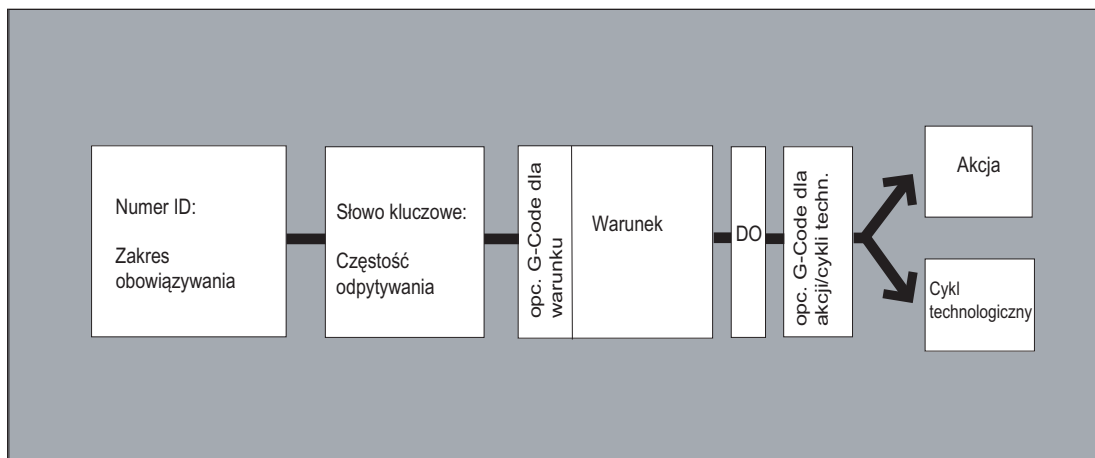 Numer ID:
Zakres
obowiązywania
Słowo kluczowe:
Częstość
odpytywania
opc. G-Code dla
warunku
Warunek
DO
opc. G-Code dla
akcji/cykli techn.
Akcja
Cykl
technologiczny